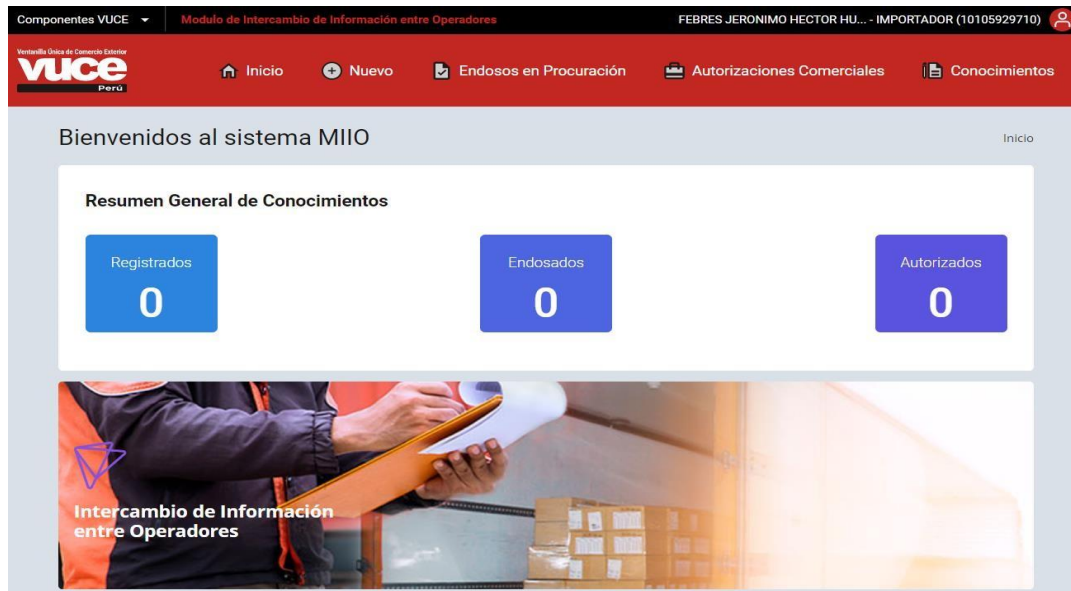 Componentes VUCE
Modulo de Intercambio de Información entre Operadores
FEBRES JERONIMO HECTOR HU... - IMPORTADOR (10105929710)
Ventanilla Única de Comercio Exterior
vuce
Perú
Inicio
Nuevo
Endosos en Procuración
Autorizaciones Comerciales
Conocimientos
Bienvenidos al sistema MIIO
Inicio
Resumen General de Conocimientos
Registrados
0
Endosados
0
Autorizados
0
Intercambio de Información
entre Operadores